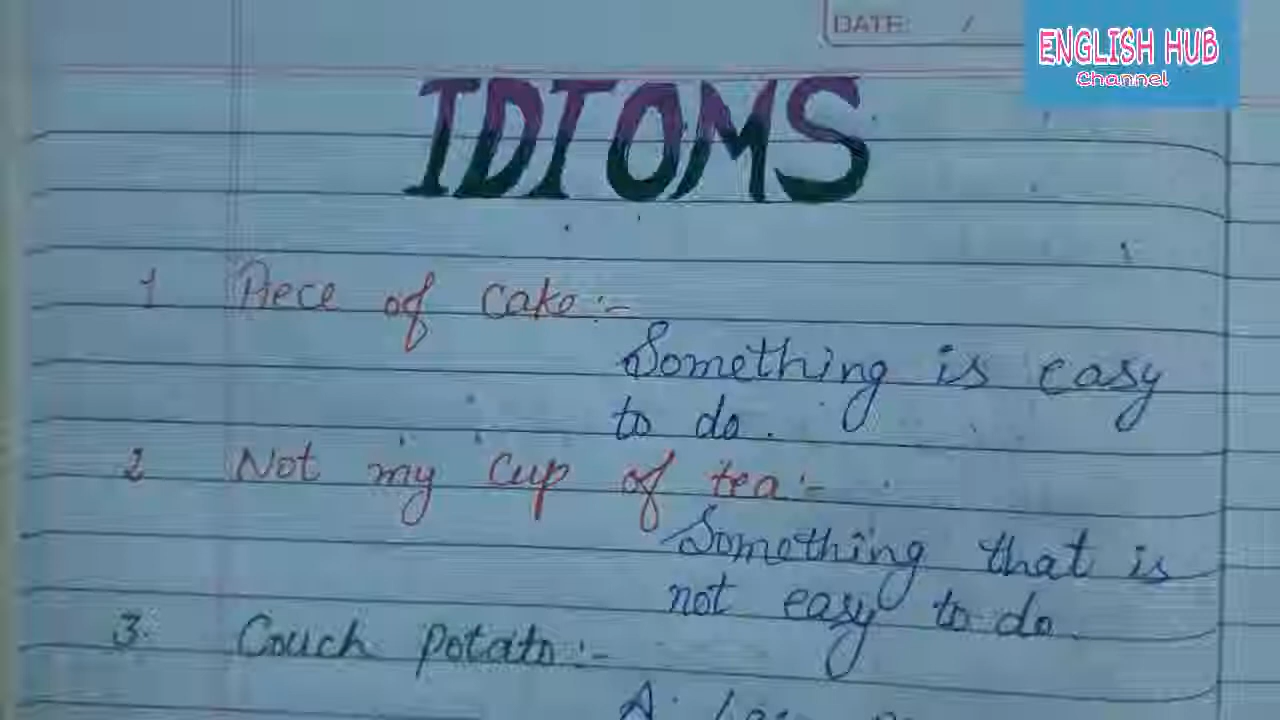 DATE: /
ENGLISH HUB
Channel
IDIOMS
1 Piece of cake:-
Something is easy
to do.
2 Not my cup of tea:-
Something that is
not easy to do.
3. Couch potato:-
A